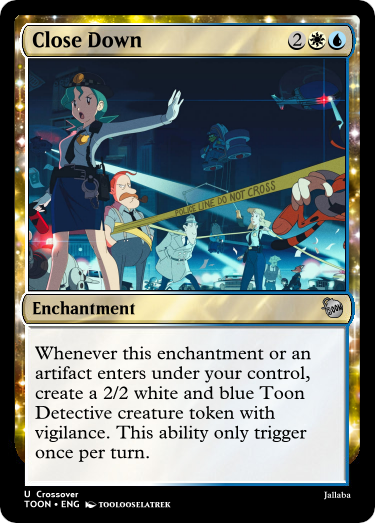 Close Down 2
POLICE LINE DO NOT CROSS
Enchantment
BOOM
Whenever this enchantment or an
artifact enters under your control,
create a 2/2 white and blue Toon
Detective creature token with
vigilance. This ability only trigger
once per turn.
U Crossover Jallaba
TOON • ENG TOOLOOSELATREK